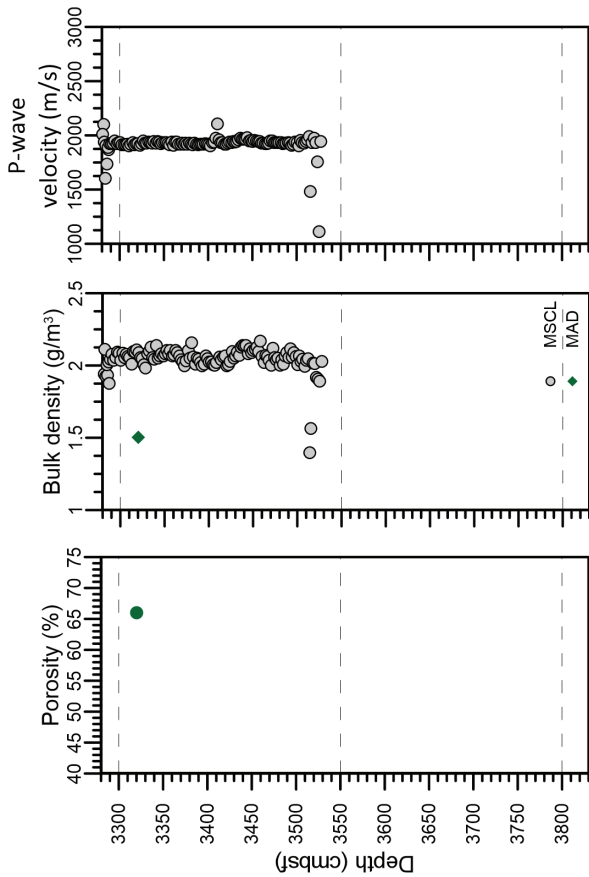 Porosity (%)
40 45 50 55 60 65 70 75
Bulk density (g/m³)
1 1.5 2 2.5
P-wave
velocity (m/s)
1000 1500 2000 2500 3000
Depth (cmbsf)
3300
3350
3400
3450
3500
3550
3600
3650
3700
3750
3800
MSCL
MAD